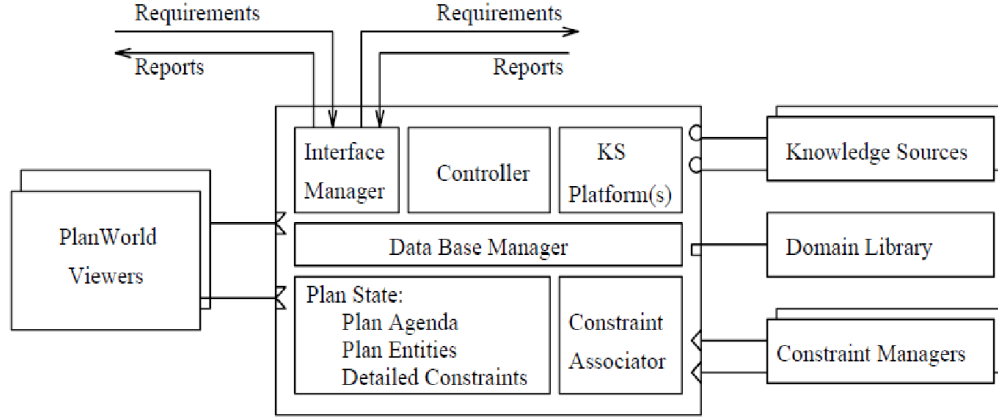 Requirements
Requirements
Reports
Reports
Interface
Manager
Controller
KS
Platform(s)
Knowledge Sources
PlanWorld
Viewers
Data Base Manager
Domain Library
Plan State:
Plan Agenda
Plan Entities
Detailed Constraints
Constraint
Associator
Constraint Managers